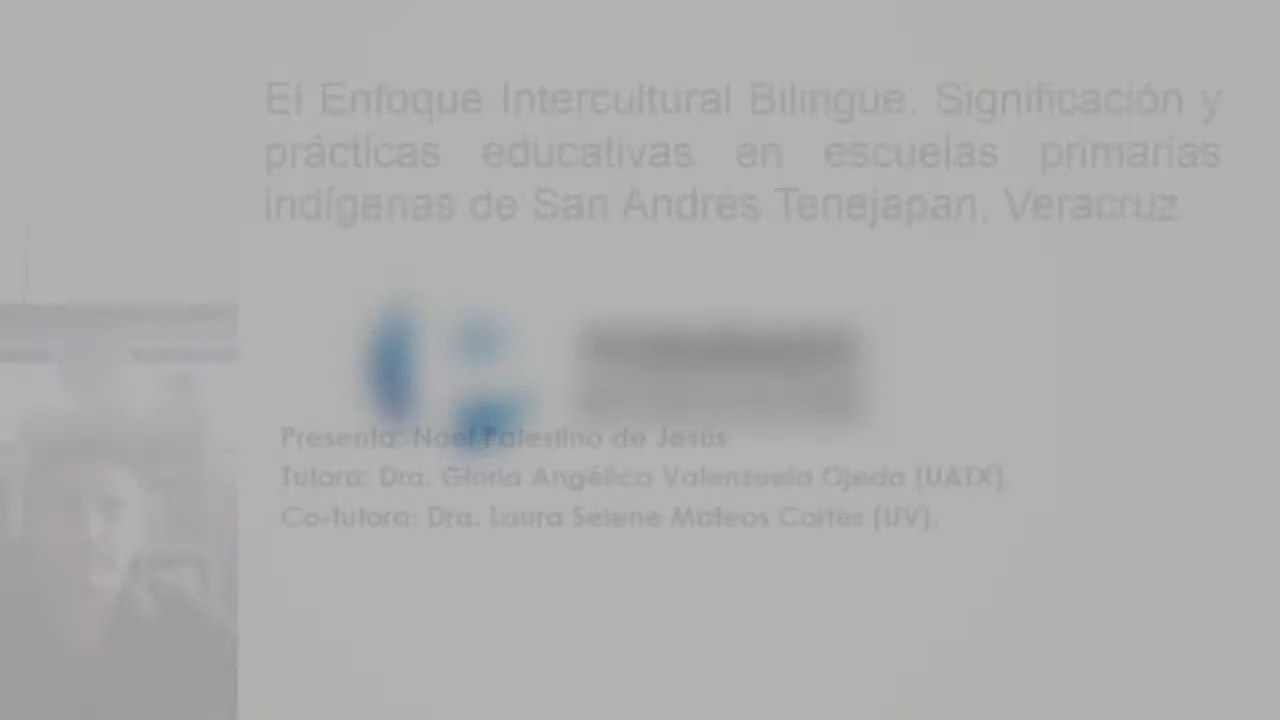 El Enfoque Intercultural Bilingüe. Significación y
prácticas educativas en escuelas primarias
indígenas de San Andrés Tenejapan, Veracruz
Presenta: Noel Palestino de Jesús
Tutora: Dra. Gloria Angélica Valenzuela Ojeda (UATX).
Co-tutora: Dra. Laura Selene Mateos Cortes (UV).